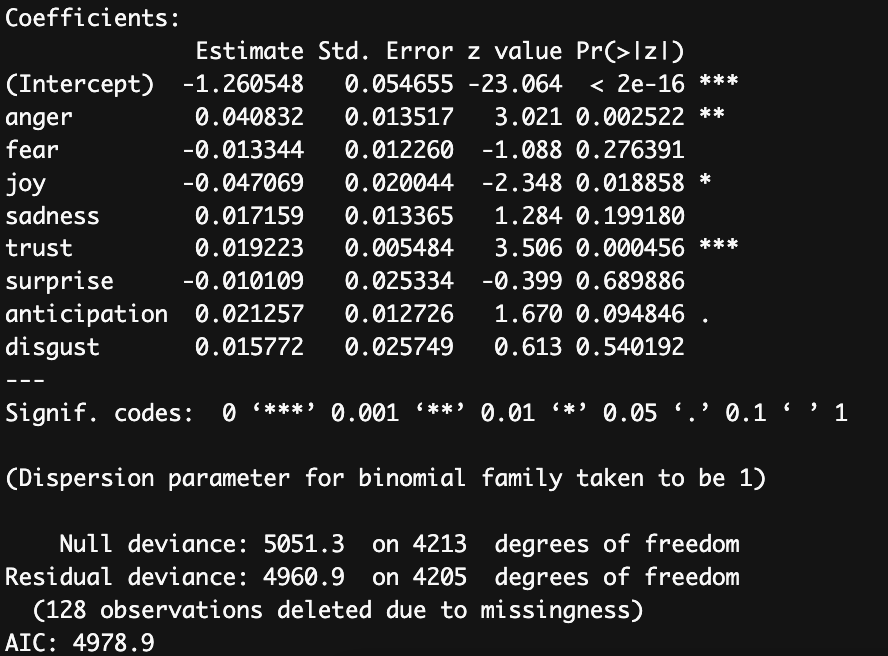 Coefficients:
Estimate Std. Error z value Pr(>|z|)
(Intercept) -1.260548 0.054655 -23.064 < 2e-16 ***
anger 0.040832 0.013517 3.021 0.002522 **
fear -0.013344 0.012260 -1.088 0.276391
joy -0.047069 0.020044 -2.348 0.018858 *
sadness 0.017159 0.013365 1.284 0.199180
trust 0.019223 0.005484 3.506 0.000456 ***
surprise -0.010109 0.025334 -0.399 0.689886
anticipation 0.021257 0.012726 1.670 0.094846 .
disgust 0.015772 0.025749 0.613 0.540192
---
Signif. codes: 0 ‘***’ 0.001 ‘**’ 0.01 ‘*’ 0.05 ‘.’ 0.1 ‘ ’ 1
(Dispersion parameter for binomial family taken to be 1)
Null deviance: 5051.3 on 4213 degrees of freedom
Residual deviance: 4960.9 on 4205 degrees of freedom
(128 observations deleted due to missingness)
AIC: 4978.9